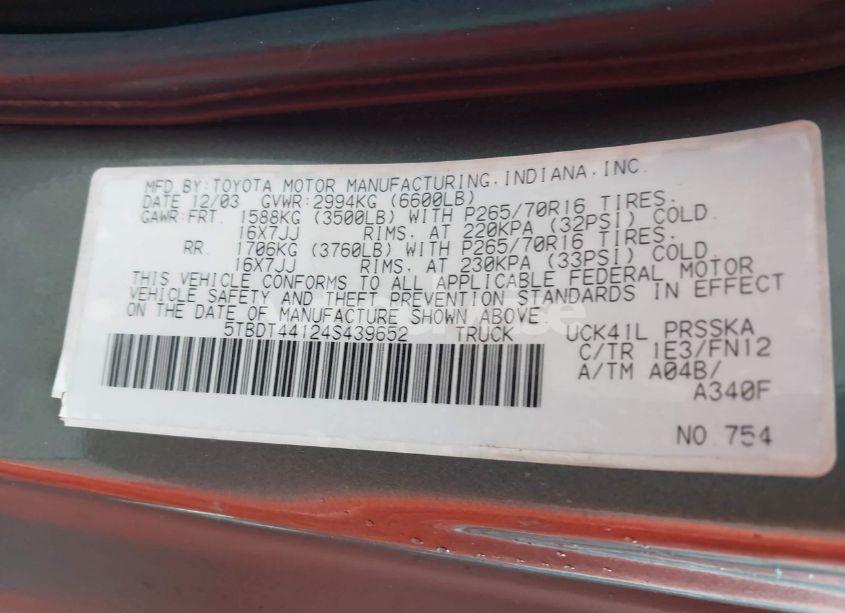 MFD.BY:TOYOTA MOTOR MANUFACTURING.INDIANA.INC.
DATE 12/03 GVWR:2994KG (6600LB)
GAWR:FRT. 1588KG (3500LB) WITH P265/70R16 TIRES.
16X7JJ RIMS. AT 220KPA (32PSI) COLD.
RR. 1706KG (3760LB) WITH P265/70R16 TIRES.
16X7JJ RIMS. AT 230KPA (33PSI) COLD.
THIS VEHICLE CONFORMS TO ALL APPLICABLE FEDERAL MOTOR
VEHICLE SAFETY AND THEFT PREVENTION STANDARDS IN EFFECT
ON THE DATE OF MANUFACTURE SHOWN ABOVE.
5TBDT44124S439652 TRUCK UCK41L PRSSKA
C/TR 1E3/FN12
A/TM A04B/
A340F
NO.754